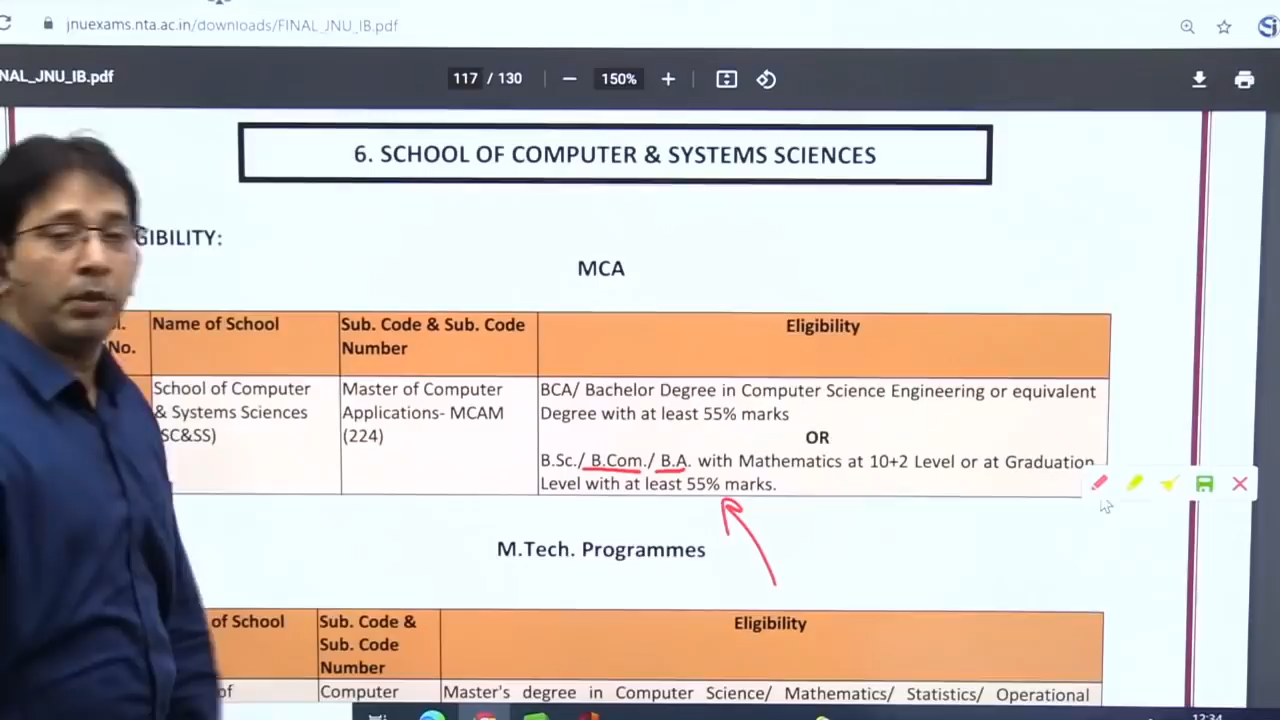 jnuexams.nta.ac.in/downloads/FINAL_JNU_IB.pdf
NAL_JNU_IB.pdf
117 / 130
150%
6. SCHOOL OF COMPUTER & SYSTEMS SCIENCES
GIBILITY:
MCA
No.
Name of School
Sub. Code & Sub. Code
Number
Eligibility
School of Computer
& Systems Sciences
SC&SS)
Master of Computer
Applications- MCAM
(224)
BCA/ Bachelor Degree in Computer Science Engineering or equivalent
Degree with at least 55% marks
OR
B.Sc./ B.Com./ B.A. with Mathematics at 10+2 Level or at Graduation
Level with at least 55% marks.
M.Tech. Programmes
of School
Sub. Code &
Sub. Code
Number
Eligibility
of
Computer
Master's degree in Computer Science/ Mathematics/ Statistics/ Operational